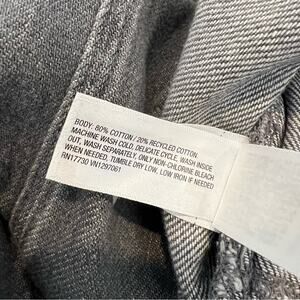 BODY: 80% COTTON / 20% RECYCLED COTTON
MACHINE WASH COLD, DELICATE CYCLE, WASH INSIDE
OUT, WASH SEPARATELY, ONLY NON-CHLORINE BLEACH
WHEN NEEDED, TUMBLE DRY LOW, LOW IRON IF NEEDED
RN17730 VN1297061